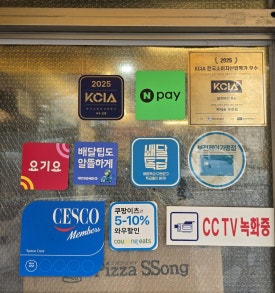 2025
KCIA
N pay
2025
KCIA 한국소비자산업평가 우수
KCIA
요기요
배달팁도
알뜰하게
배달
특급
CESCO
Members
쿠팡이츠는
5-10%
와우할인
coupang eats
CCTV 녹화중
Pizza SSong